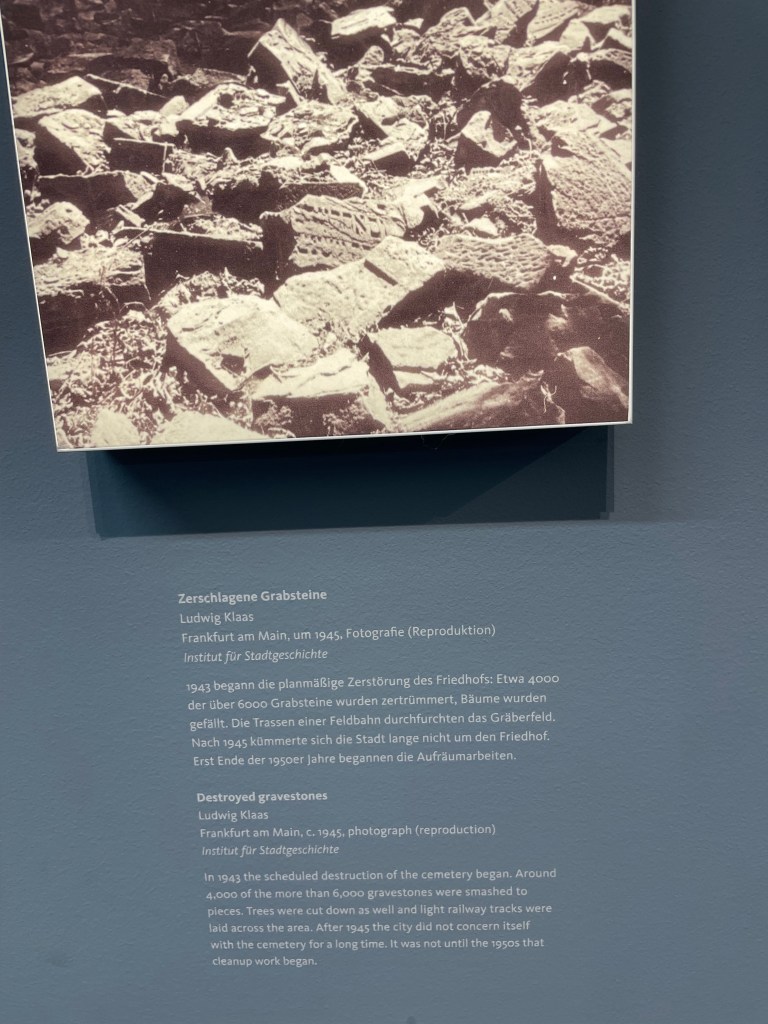 Zerschlagene Grabsteine
Ludwig Klaas
Frankfurt am Main, um 1945, Fotografie (Reproduktion)
Institut für Stadtgeschichte
1943 begann die planmäßige Zerstörung des Friedhofs: Etwa 4000
der über 6000 Grabsteine wurden zertrümmert, Bäume wurden
gefällt. Die Trassen einer Feldbahn durchfurchten das Gräberfeld.
Nach 1945 kümmerte sich die Stadt lange nicht um den Friedhof.
Erst Ende der 1950er Jahre begannen die Aufräumarbeiten.
Destroyed gravestones
Ludwig Klaas
Frankfurt am Main, c. 1945, photograph (reproduction)
Institut für Stadtgeschichte
In 1943 the scheduled destruction of the cemetery began. Around
4,000 of the more than 6,000 gravestones were smashed to
pieces. Trees were cut down as well and light railway tracks were
laid across the area. After 1945 the city did not concern itself
with the cemetery for a long time. It was not until the 1950s that
cleanup work began.